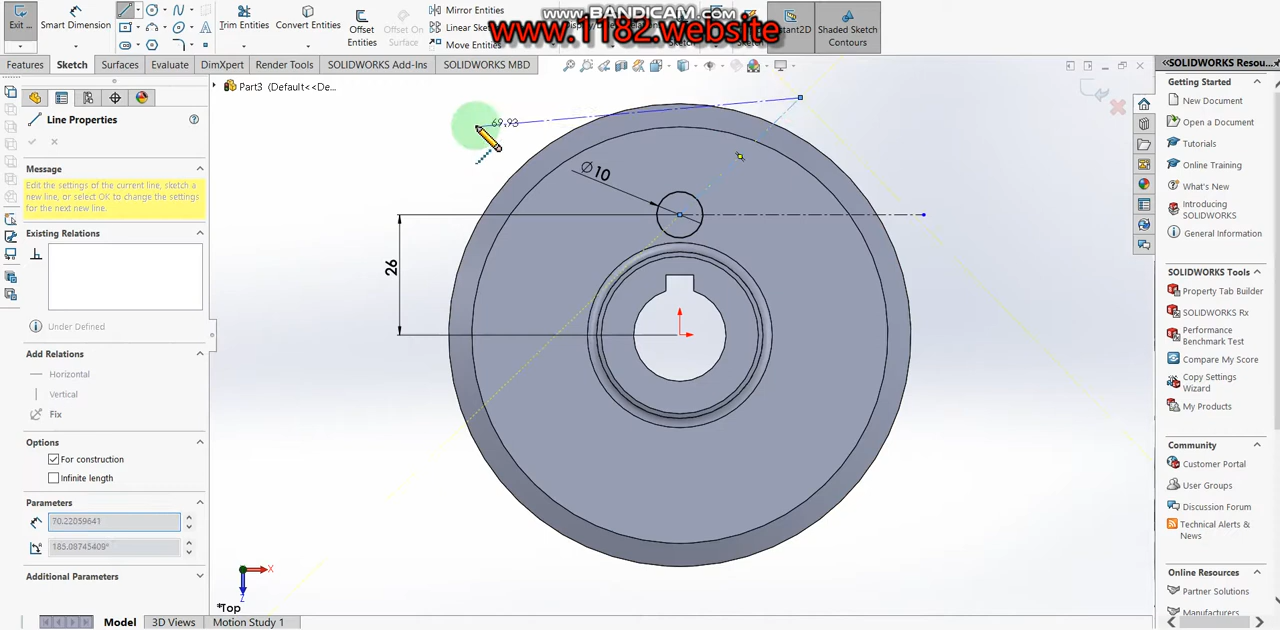 WWW.BANDICAM.COM
www.1182.website
Exit ...
Smart Dimension
Trim Entities
Convert Entities
Offset
Entities
Offset On
Surface
Mirror Entities
Linear Ske
Move Entities
Instant2D
Shaded Sketch
Contours
Features
Sketch
Surfaces
Evaluate
DimXpert
Render Tools
SOLIDWORKS Add-Ins
SOLIDWORKS MBD
Part3 (Default<<De...
Line Properties
Message
Edit the settings of the current line, sketch a
new line, or select OK to change the settings
for the next new line.
Existing Relations
Under Defined
Add Relations
Horizontal
Vertical
Fix
Options
For construction
Infinite length
Parameters
70.22059641
185.08745409°
Additional Parameters
69,93
Ø10
26
X
Z
*Top
Model
3D Views
Motion Study 1
SOLIDWORKS Resou...
Getting Started
New Document
Open a Document
Tutorials
Online Training
What's New
Introducing
SOLIDWORKS
General Information
SOLIDWORKS Tools
Property Tab Builder
SOLIDWORKS Rx
Performance
Benchmark Test
Compare My Score
Copy Settings
Wizard
My Products
Community
Customer Portal
User Groups
Discussion Forum
Technical Alerts &
News
Online Resources
Partner Solutions
Manufacturers